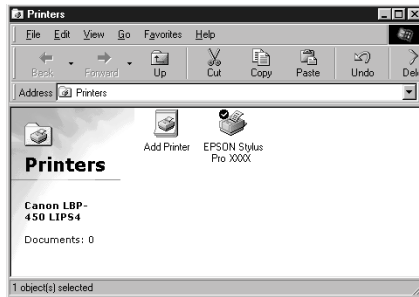 Printers
File Edit View Go Favorites Help
Back Forward Up Cut Copy Paste Undo Del
Address Printers
Add Printer EPSON Stylus
Pro XXXX
Printers
Canon LBP-
450 LIPS4
Documents: 0
1 object(s) selected